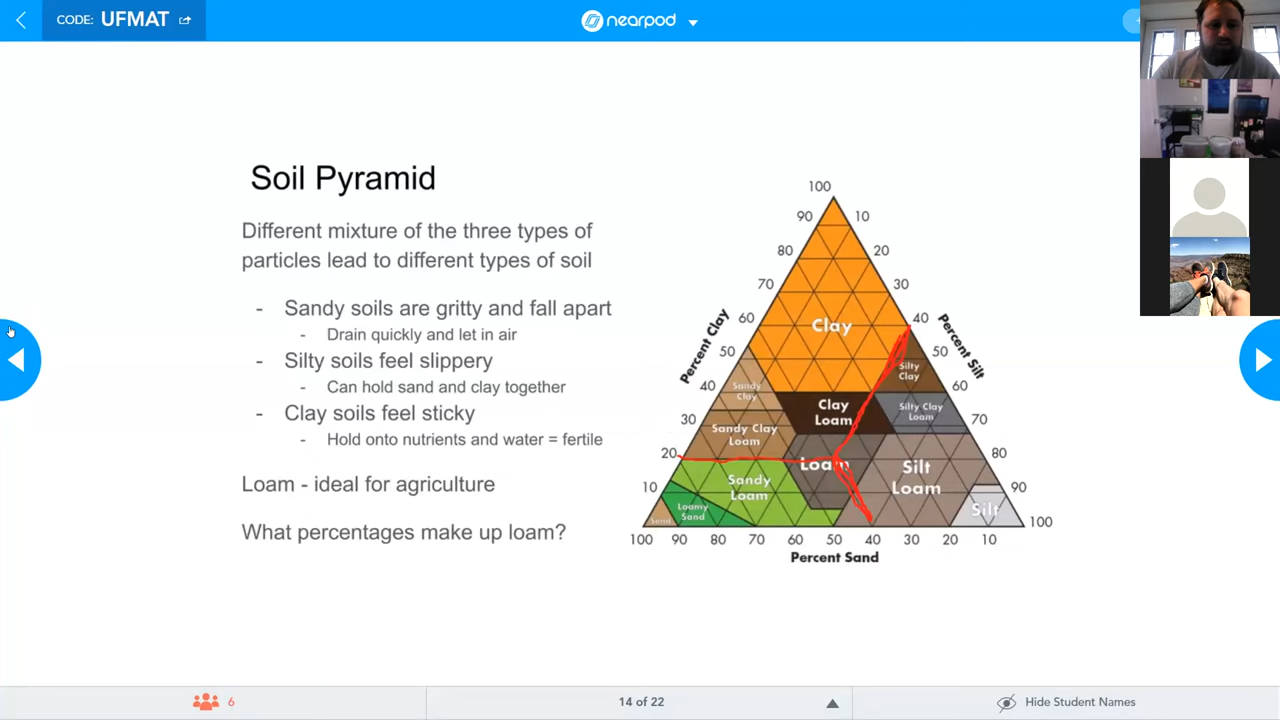 CODE: UFMAT
nearpod
Soil Pyramid
Different mixture of the three types of
particles lead to different types of soil
- Sandy soils are gritty and fall apart
- Drain quickly and let in air
- Silty soils feel slippery
- Can hold sand and clay together
- Clay soils feel sticky
- Hold onto nutrients and water = fertile
Loam - ideal for agriculture
What percentages make up loam?
100
90 10
80 20
70 30
60 40
50 50
40 60
30 70
20 80
10 90
100
Percent Clay
Percent Silt
Clay
Silty
Clay
Sandy
Clay
Clay
Loam
Silty Clay
Loam
Sandy Clay
Loam
Loam
Silt
Loam
Sandy
Loam
Loamy
Sand
Sand
Silt
100 90 80 70 60 50 40 30 20 10
Percent Sand
6
14 of 22
Hide Student Names